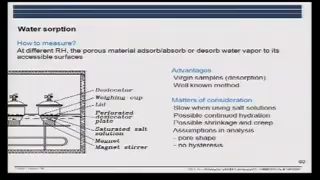 Water sorption
How to measure?
At different RH, the porous material adsorb/absorb or desorb water vapor to its
accessible surfaces
Advantages
Virgin samples (desorption)
Well known method
Matters of consideration
Slow when using salt solutions
Possible continued hydration
Possible shrinkage and creep
Assumptions in analysis
- pore shape
- no hysteresis
Desiccator
Weighing cup
Lid
Perforated
desiccator
plate
Saturated salt
solution
Magnet
Magnet stirrer